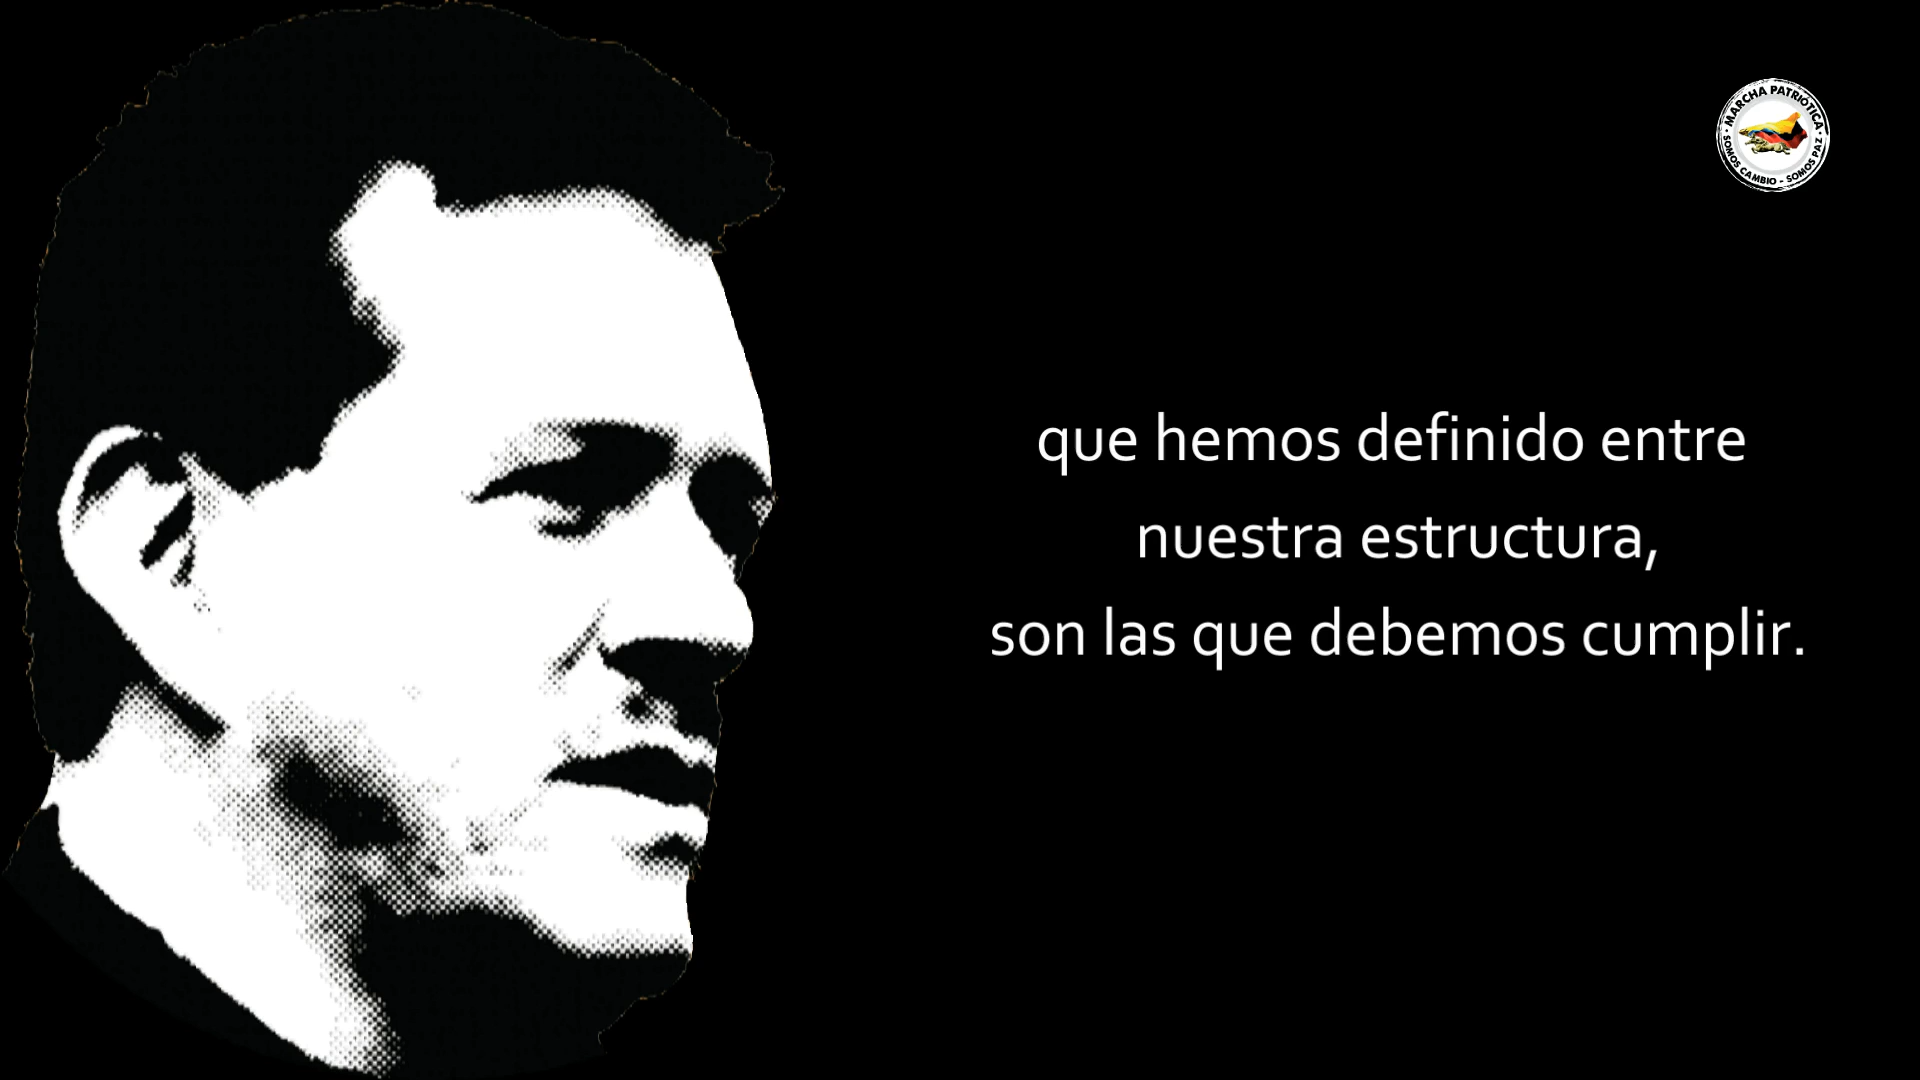 MARCHA PATRIÓTICA
SOMOS CAMBIO - SOMOS PAZ
que hemos definido entre
nuestra estructura,
son las que debemos cumplir.